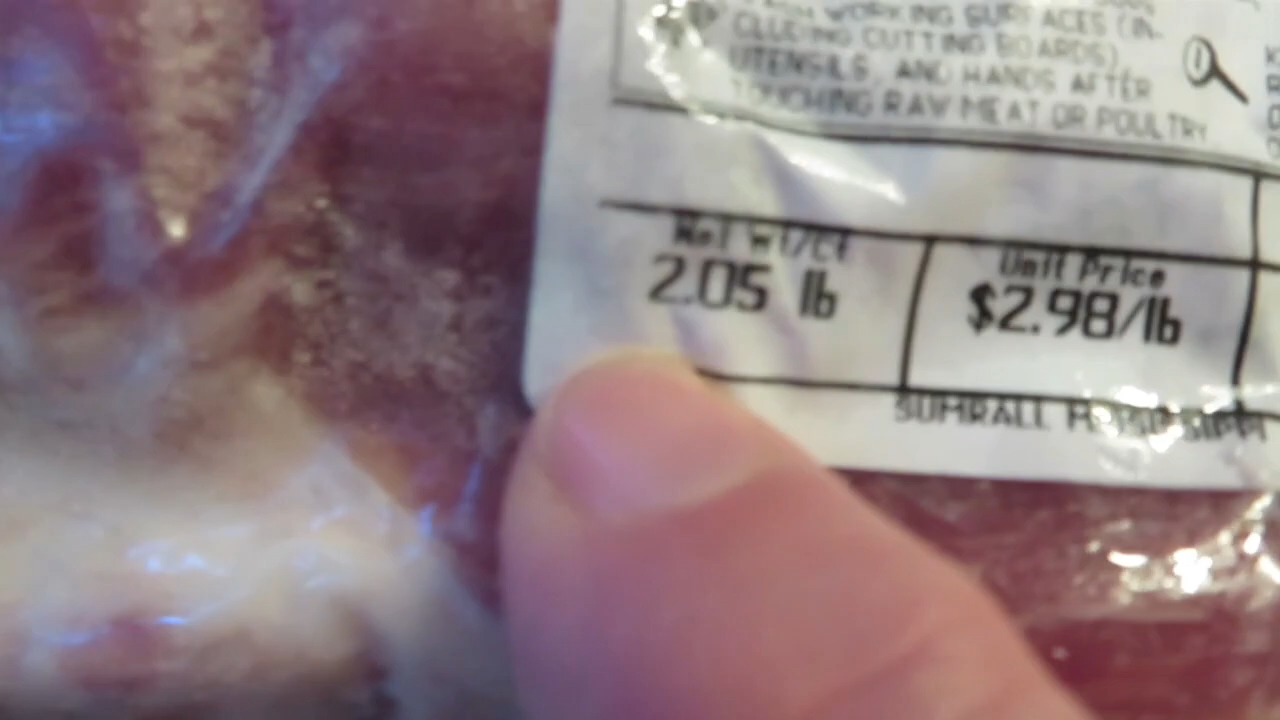 WORKING SURFACES (IN-
CLUDING CUTTING BOARDS),
UTENSILS, AND HANDS AFTER
TOUCHING RAW MEAT OR POULTRY
Net wt/ct
2.05 lb
Unit Price
$2.98/lb
SUMRALL